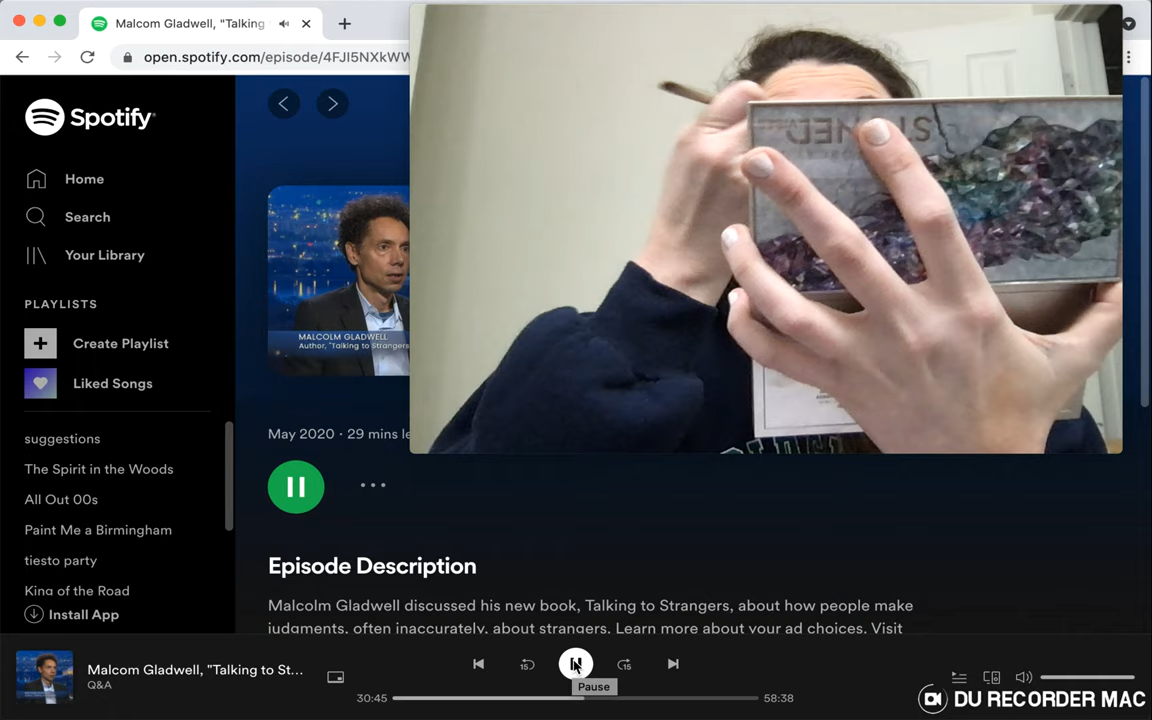 Malcom Gladwell, "Talking
open.spotify.com/episode/4FJI5NXkWW
Spotify
Home
Search
Your Library
PLAYLISTS
Create Playlist
Liked Songs
suggestions
The Spirit in the Woods
All Out 00s
Paint Me a Birmingham
tiesto party
King of the Road
Install App
MALCOLM GLADWELL
Author, "Talking to Strangers
May 2020 · 29 mins le
Episode Description
Malcolm Gladwell discussed his new book, Talking to Strangers, about how people make
judgments, often inaccurately, about strangers. Learn more about your ad choices. Visit
Malcom Gladwell, "Talking to St...
Q&A
15
15
Pause
30:45
58:38
DU RECORDER MAC